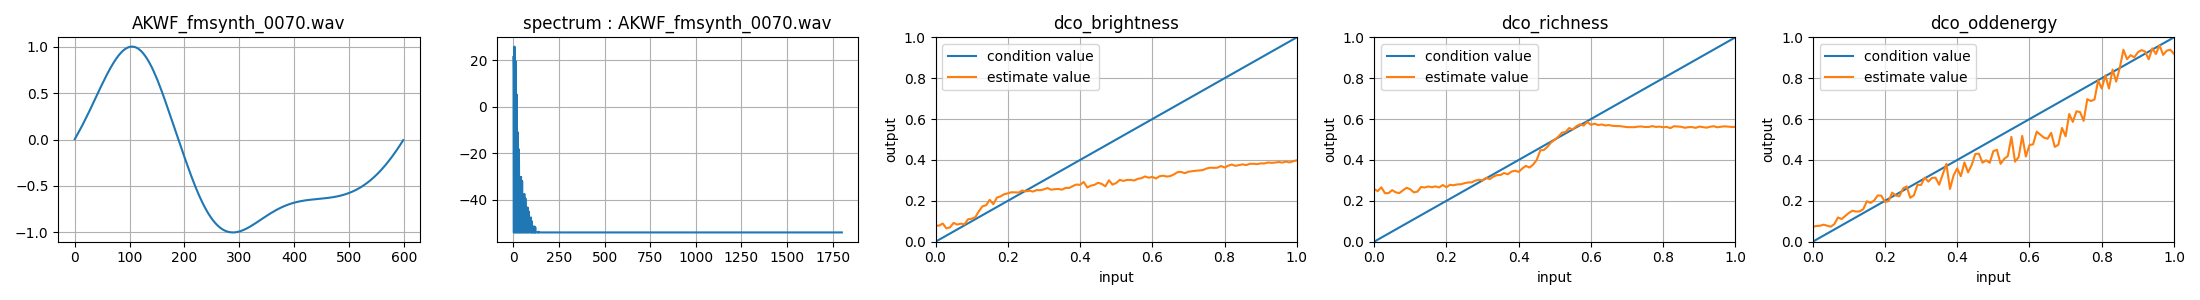 AKWF_fmsynth_0070.wav
1.0
0.5
0.0
−0.5
−1.0
0 100 200 300 400 500 600
spectrum : AKWF_fmsynth_0070.wav
20
0
−20
−40
0 250 500 750 1000 1250 1500 1750
dco_brightness
condition value
estimate value
output
1.0
0.8
0.6
0.4
0.2
0.0
0.0 0.2 0.4 0.6 0.8 1.0
input
dco_richness
condition value
estimate value
output
1.0
0.8
0.6
0.4
0.2
0.0
0.0 0.2 0.4 0.6 0.8 1.0
input
dco_oddenergy
condition value
estimate value
output
1.0
0.8
0.6
0.4
0.2
0.0
0.0 0.2 0.4 0.6 0.8 1.0
input